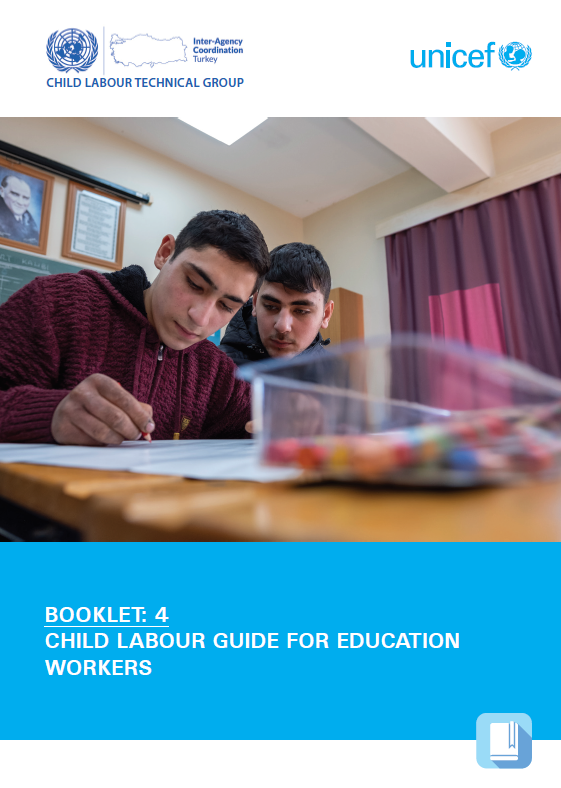 Inter-Agency
Coordination
Turkey
CHILD LABOUR TECHNICAL GROUP
unicef
BOOKLET: 4
CHILD LABOUR GUIDE FOR EDUCATION
WORKERS